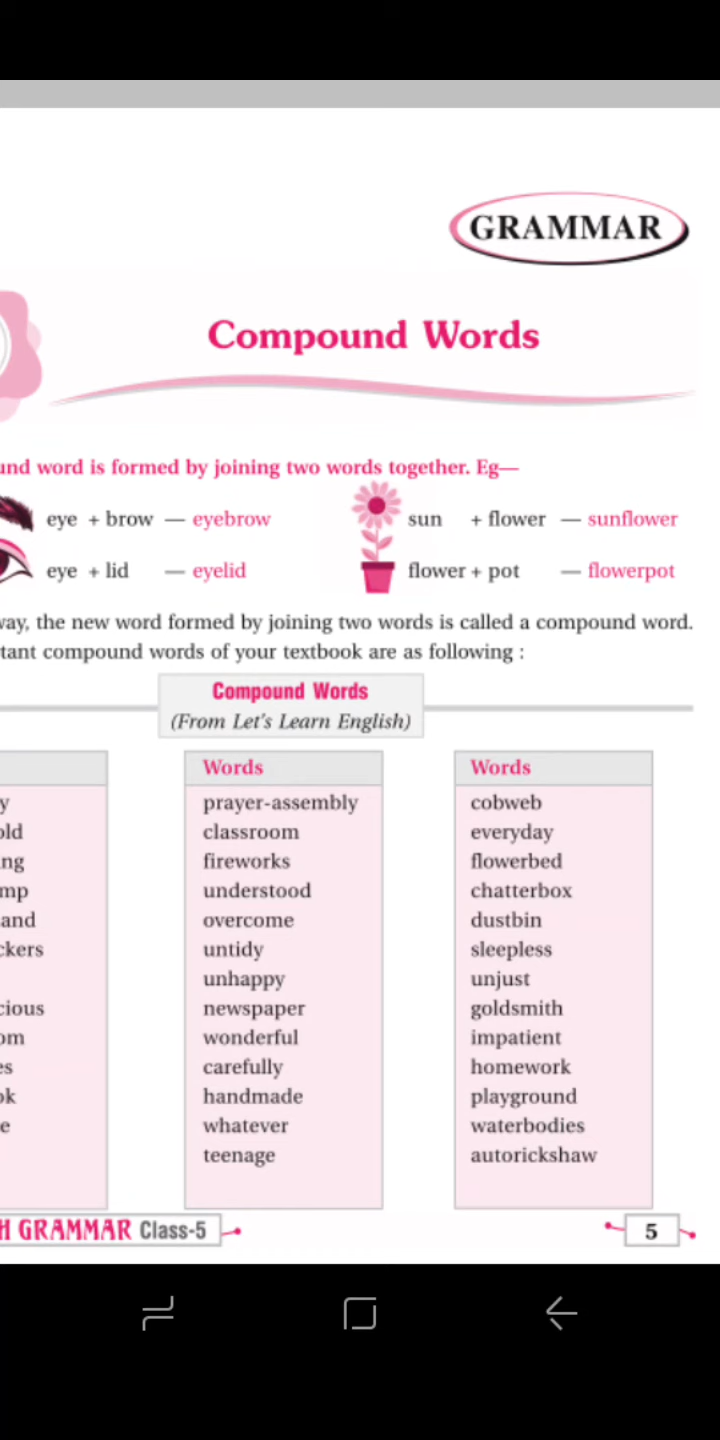 GRAMMAR
Compound Words
word is formed by joining two words together. Eg—
eye + brow — eyebrow
sun + flower — sunflower
eye + lid — eyelid
flower + pot — flowerpot
the new word formed by joining two words is called a compound word.
compound words of your textbook are as following :
Compound Words
(From Let's Learn English)
Words
prayer-assembly
classroom
fireworks
understood
overcome
untidy
unhappy
newspaper
wonderful
carefully
handmade
whatever
teenage
Words
cobweb
everyday
flowerbed
chatterbox
dustbin
sleepless
unjust
goldsmith
impatient
homework
playground
waterbodies
autorickshaw
GRAMMAR Class-5
5